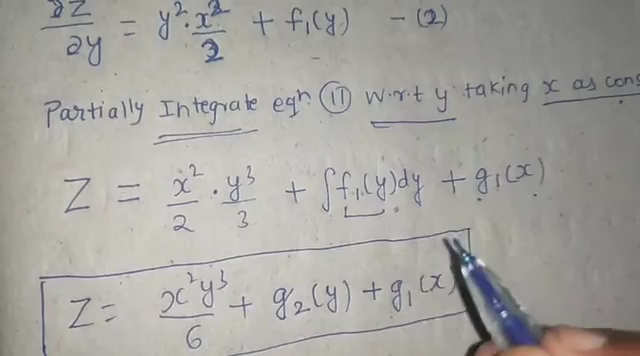 ∂Z/∂y = y²·x²/2 + f₁(y) - (2)
Partially Integrate eqn (11) w.r.t y taking x as cons
Z = x²/2 · y³/3 + ∫f₁(y)dy + g₁(x)
Z = x²y³/6 + g₂(y) + g₁(x)